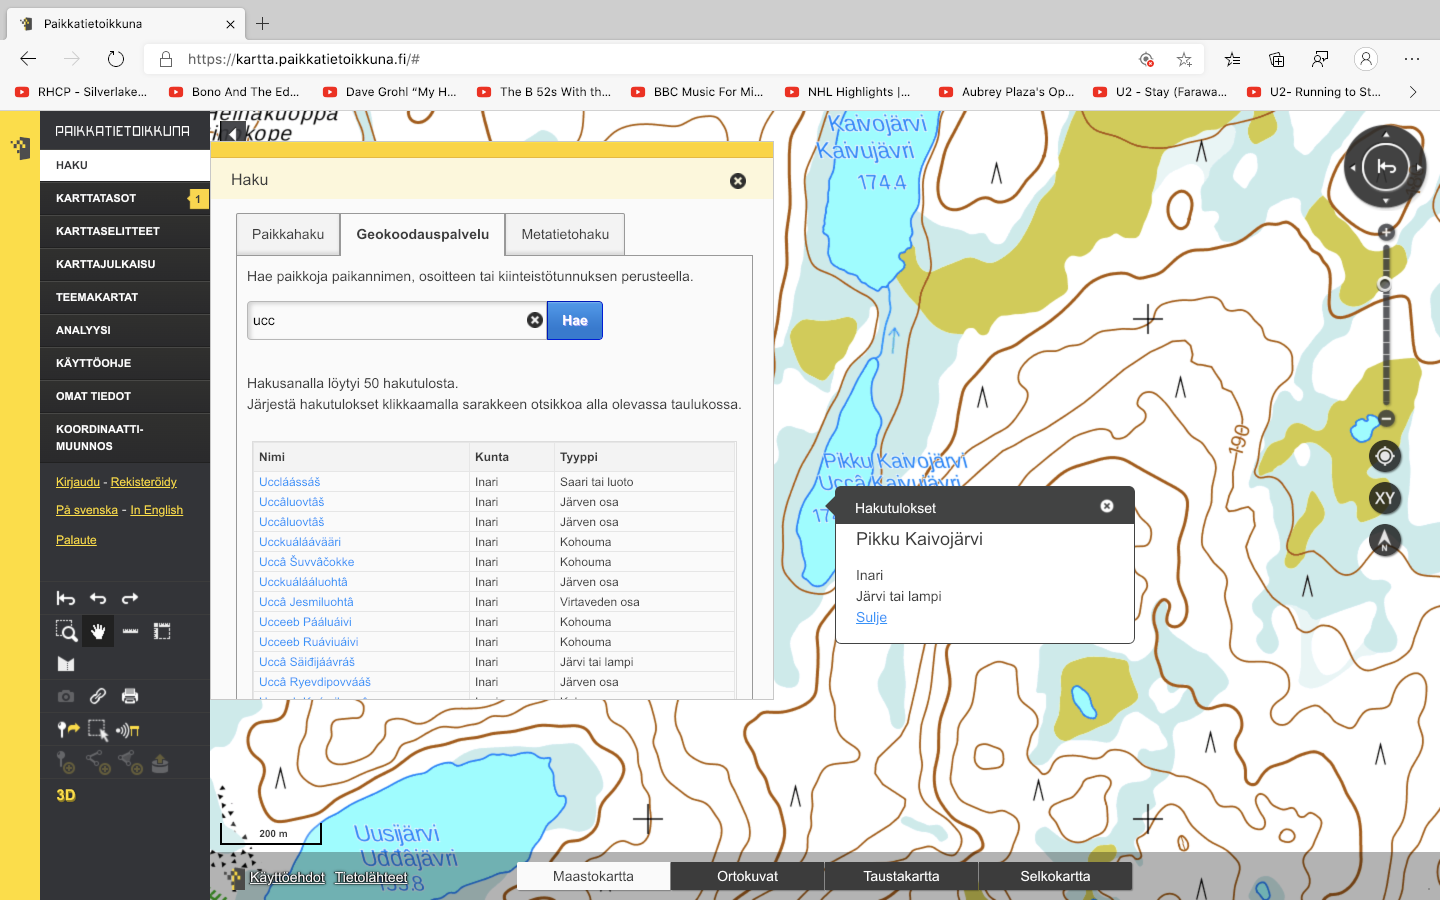 Paikkatietoikkuna
https://kartta.paikkatietoikkuna.fi/#
RHCP - Silverlake...
Bono And The Ed...
Dave Grohl “My H...
The B 52s With th...
BBC Music For Mi...
NHL Highlights |...
Aubrey Plaza's Op...
U2 - Stay (Farawa...
U2- Running to St...
PAIKKATIETOIKKUNA
HAKU
KARTTATASOT
1
KARTTASELITTEET
KARTTAJULKAISU
TEEMAKARTAT
ANALYYSI
KÄYTTÖOHJE
OMAT TIEDOT
KOORDINAATTI-
MUUNNOS
Kirjaudu - Rekisteröidy
På svenska - In English
Palaute
3D
Haku
Paikkahaku
Geokoodauspalvelu
Metatietohaku
Hae paikkoja paikannimen, osoitteen tai kiinteistötunnuksen perusteella.
ucc
Hae
Hakusanalla löytyi 50 hakutulosta.
Järjestä hakutulokset klikkaamalla sarakkeen otsikkoa alla olevassa taulukossa.
Nimi Kunta Tyyppi
Uccláássáš Inari Saari tai luoto
Uccâluovtâš Inari Järven osa
Uccâluovtâš Inari Järven osa
Ucckuáláávääri Inari Kohouma
Uccâ Šuvvâčokke Inari Kohouma
Ucckuálááluohtâ Inari Järven osa
Uccâ Jesmiluohtâ Inari Virtaveden osa
Ucceeb Pááluáivi Inari Kohouma
Ucceeb Ruáviuáivi Inari Kohouma
Uccâ Säiđijáávráš Inari Järvi tai lampi
Uccâ Ryevdipovvááš Inari Järven osa
Kaivojärvi
Kaivujävri
174.4
190
Pikku Kaivojärvi
Uccâ Kaivujävri
Hakutulokset
Pikku Kaivojärvi
Inari
Järvi tai lampi
Sulje
XY
N
200 m
Uusijärvi
Uđđâjävri
Käyttöehdot Tietolähteet
Maastokartta
Ortokuvat
Taustakartta
Selkokartta